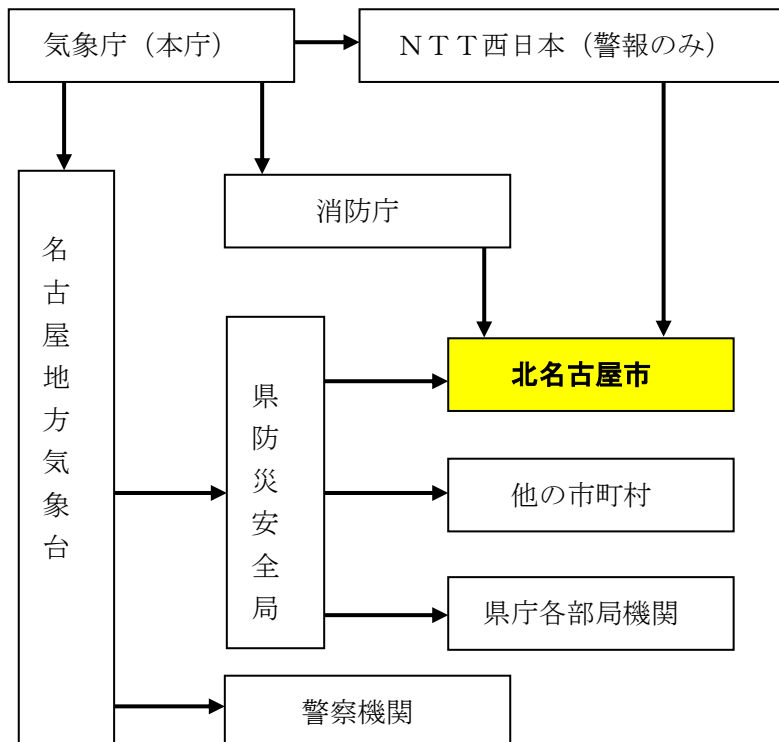 気象庁（本庁）
ＮＴＴ西日本（警報のみ）
消防庁
名古屋地方気象台
県防災安全局
北名古屋市
他の市町村
県庁各部局機関
警察機関